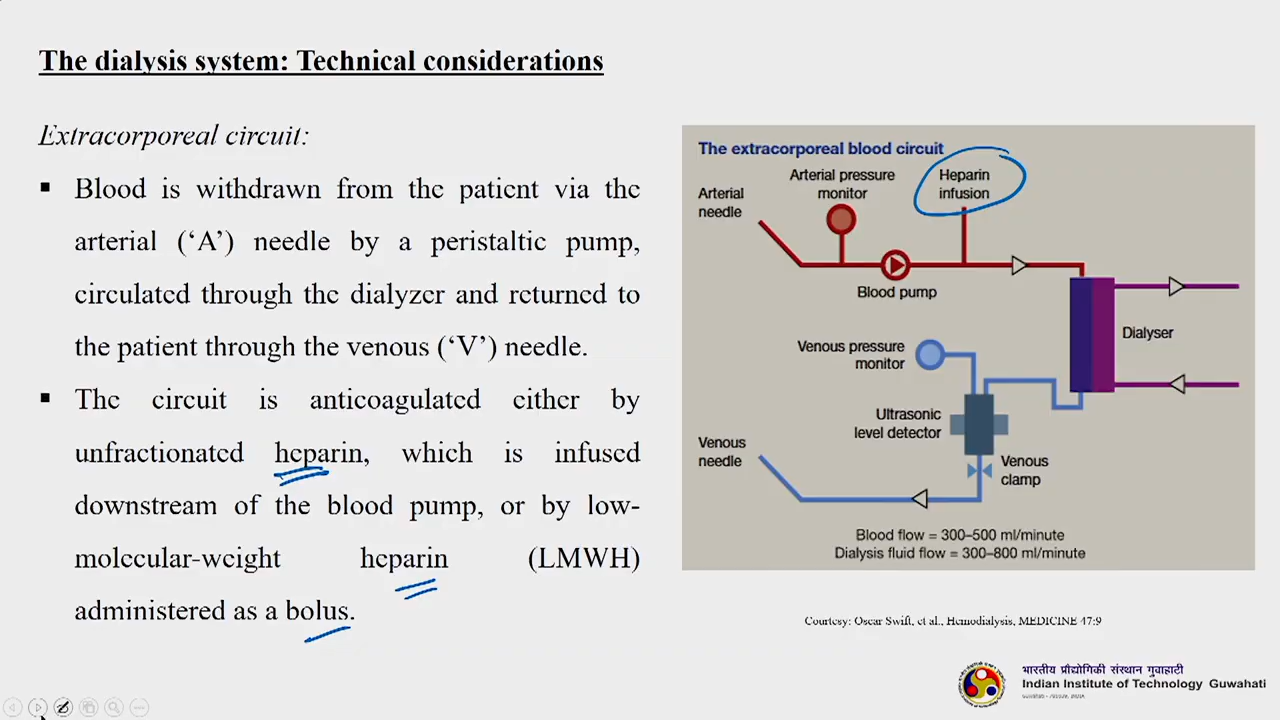 The dialysis system: Technical considerations
Extracorporeal circuit:
▪ Blood is withdrawn from the patient via the
arterial (‘A’) needle by a peristaltic pump,
circulated through the dialyzer and returned to
the patient through the venous (‘V’) needle.
▪ The circuit is anticoagulated either by
unfractionated heparin, which is infused
downstream of the blood pump, or by low-
molecular-weight heparin (LMWH)
administered as a bolus.
The extracorporeal blood circuit
Arterial
needle
Arterial pressure
monitor
Heparin
infusion
Blood pump
Dialyser
Venous pressure
monitor
Ultrasonic
level detector
Venous
needle
Venous
clamp
Blood flow = 300–500 ml/minute
Dialysis fluid flow = 300–800 ml/minute
Courtesy: Oscar Swift, et al., Hemodialysis, MEDICINE 47:9
भारतीय प्रौद्योगिकी संस्थान गुवाहाटी
Indian Institute of Technology Guwahati